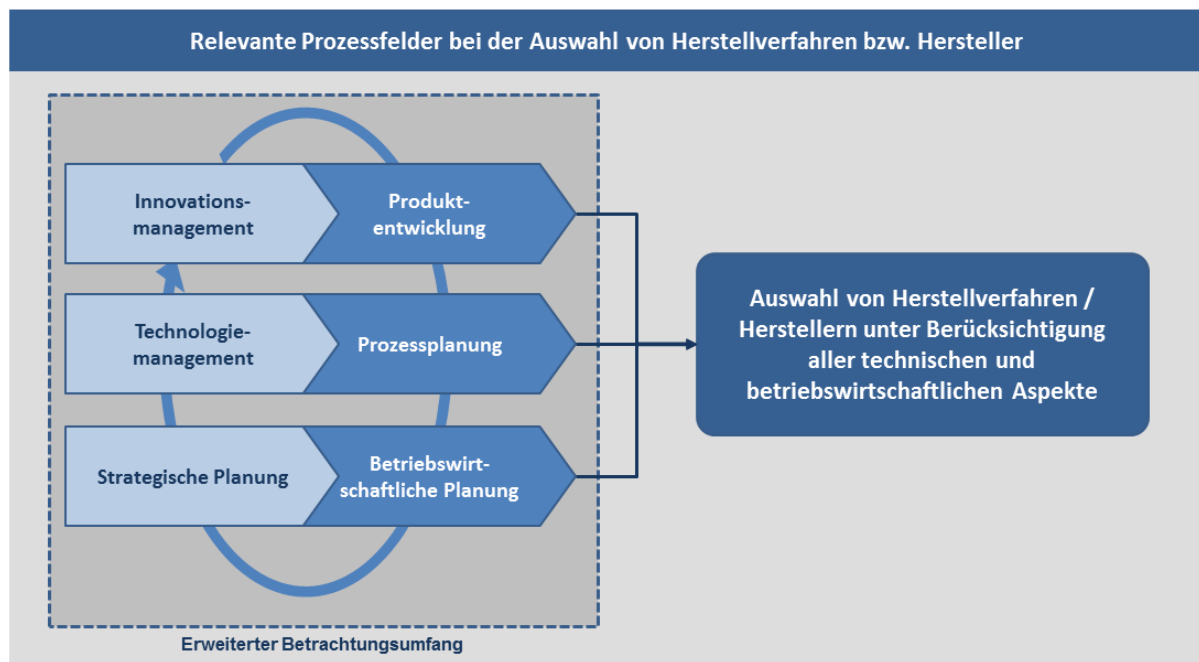 Relevante Prozessfelder bei der Auswahl von Herstellverfahren bzw. Hersteller
Innovations-
management
Produkt-
entwicklung
Technologie-
management
Prozessplanung
Strategische Planung
Betriebswirt-
schaftliche Planung
Auswahl von Herstellverfahren /
Herstellern unter Berücksichtigung
aller technischen und
betriebswirtschaftlichen Aspekte
Erweiterter Betrachtungsumfang